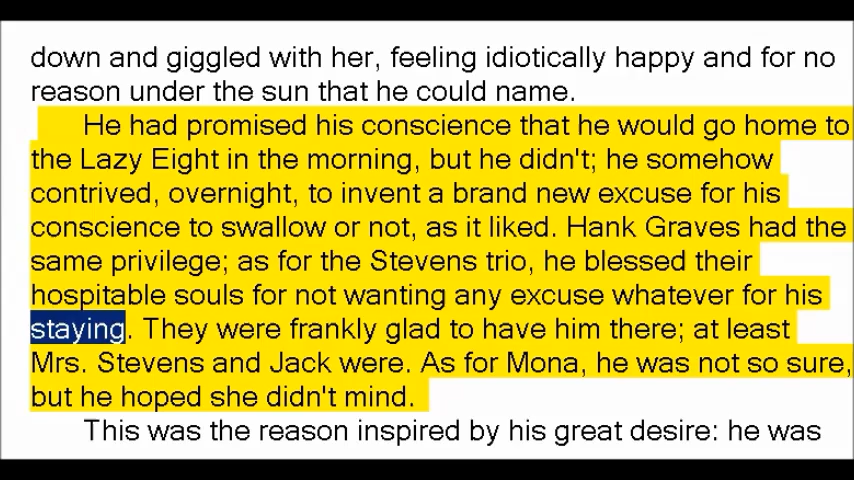 down and giggled with her, feeling idiotically happy and for no
reason under the sun that he could name.
He had promised his conscience that he would go home to
the Lazy Eight in the morning, but he didn't; he somehow
contrived, overnight, to invent a brand new excuse for his
conscience to swallow or not, as it liked. Hank Graves had the
same privilege; as for the Stevens trio, he blessed their
hospitable souls for not wanting any excuse whatever for his
staying. They were frankly glad to have him there; at least
Mrs. Stevens and Jack were. As for Mona, he was not so sure,
but he hoped she didn't mind.
This was the reason inspired by his great desire: he was